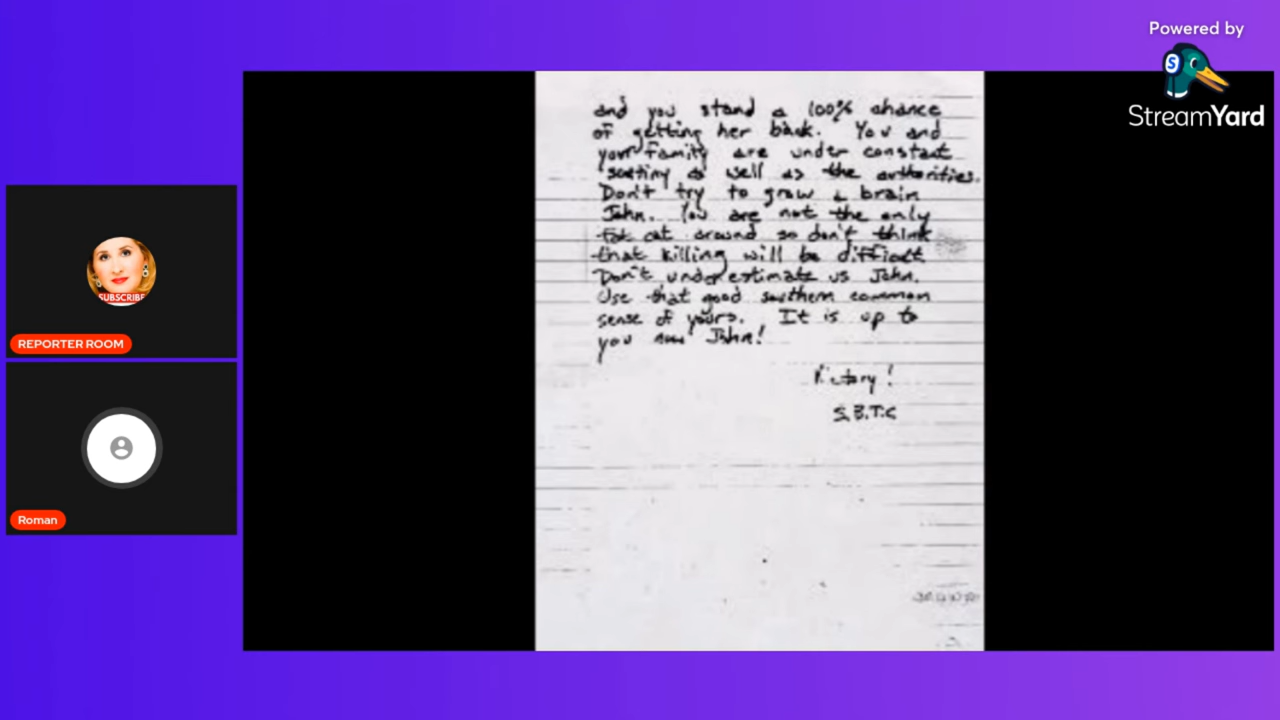 Powered by
StreamYard
and you stand a 100% chance
of getting her back. You and
your family are under constant
scutiny as well as the authorities.
Don't try to grow a brain
John. You are not the only
fat cat around so don't think
that killing will be difficult.
Don't underestimate us John.
Use that good southern common
sense of yours. It is up to
you now John!
Victory!
S.B.T.C
SUBSCRIBE
REPORTER ROOM
Roman